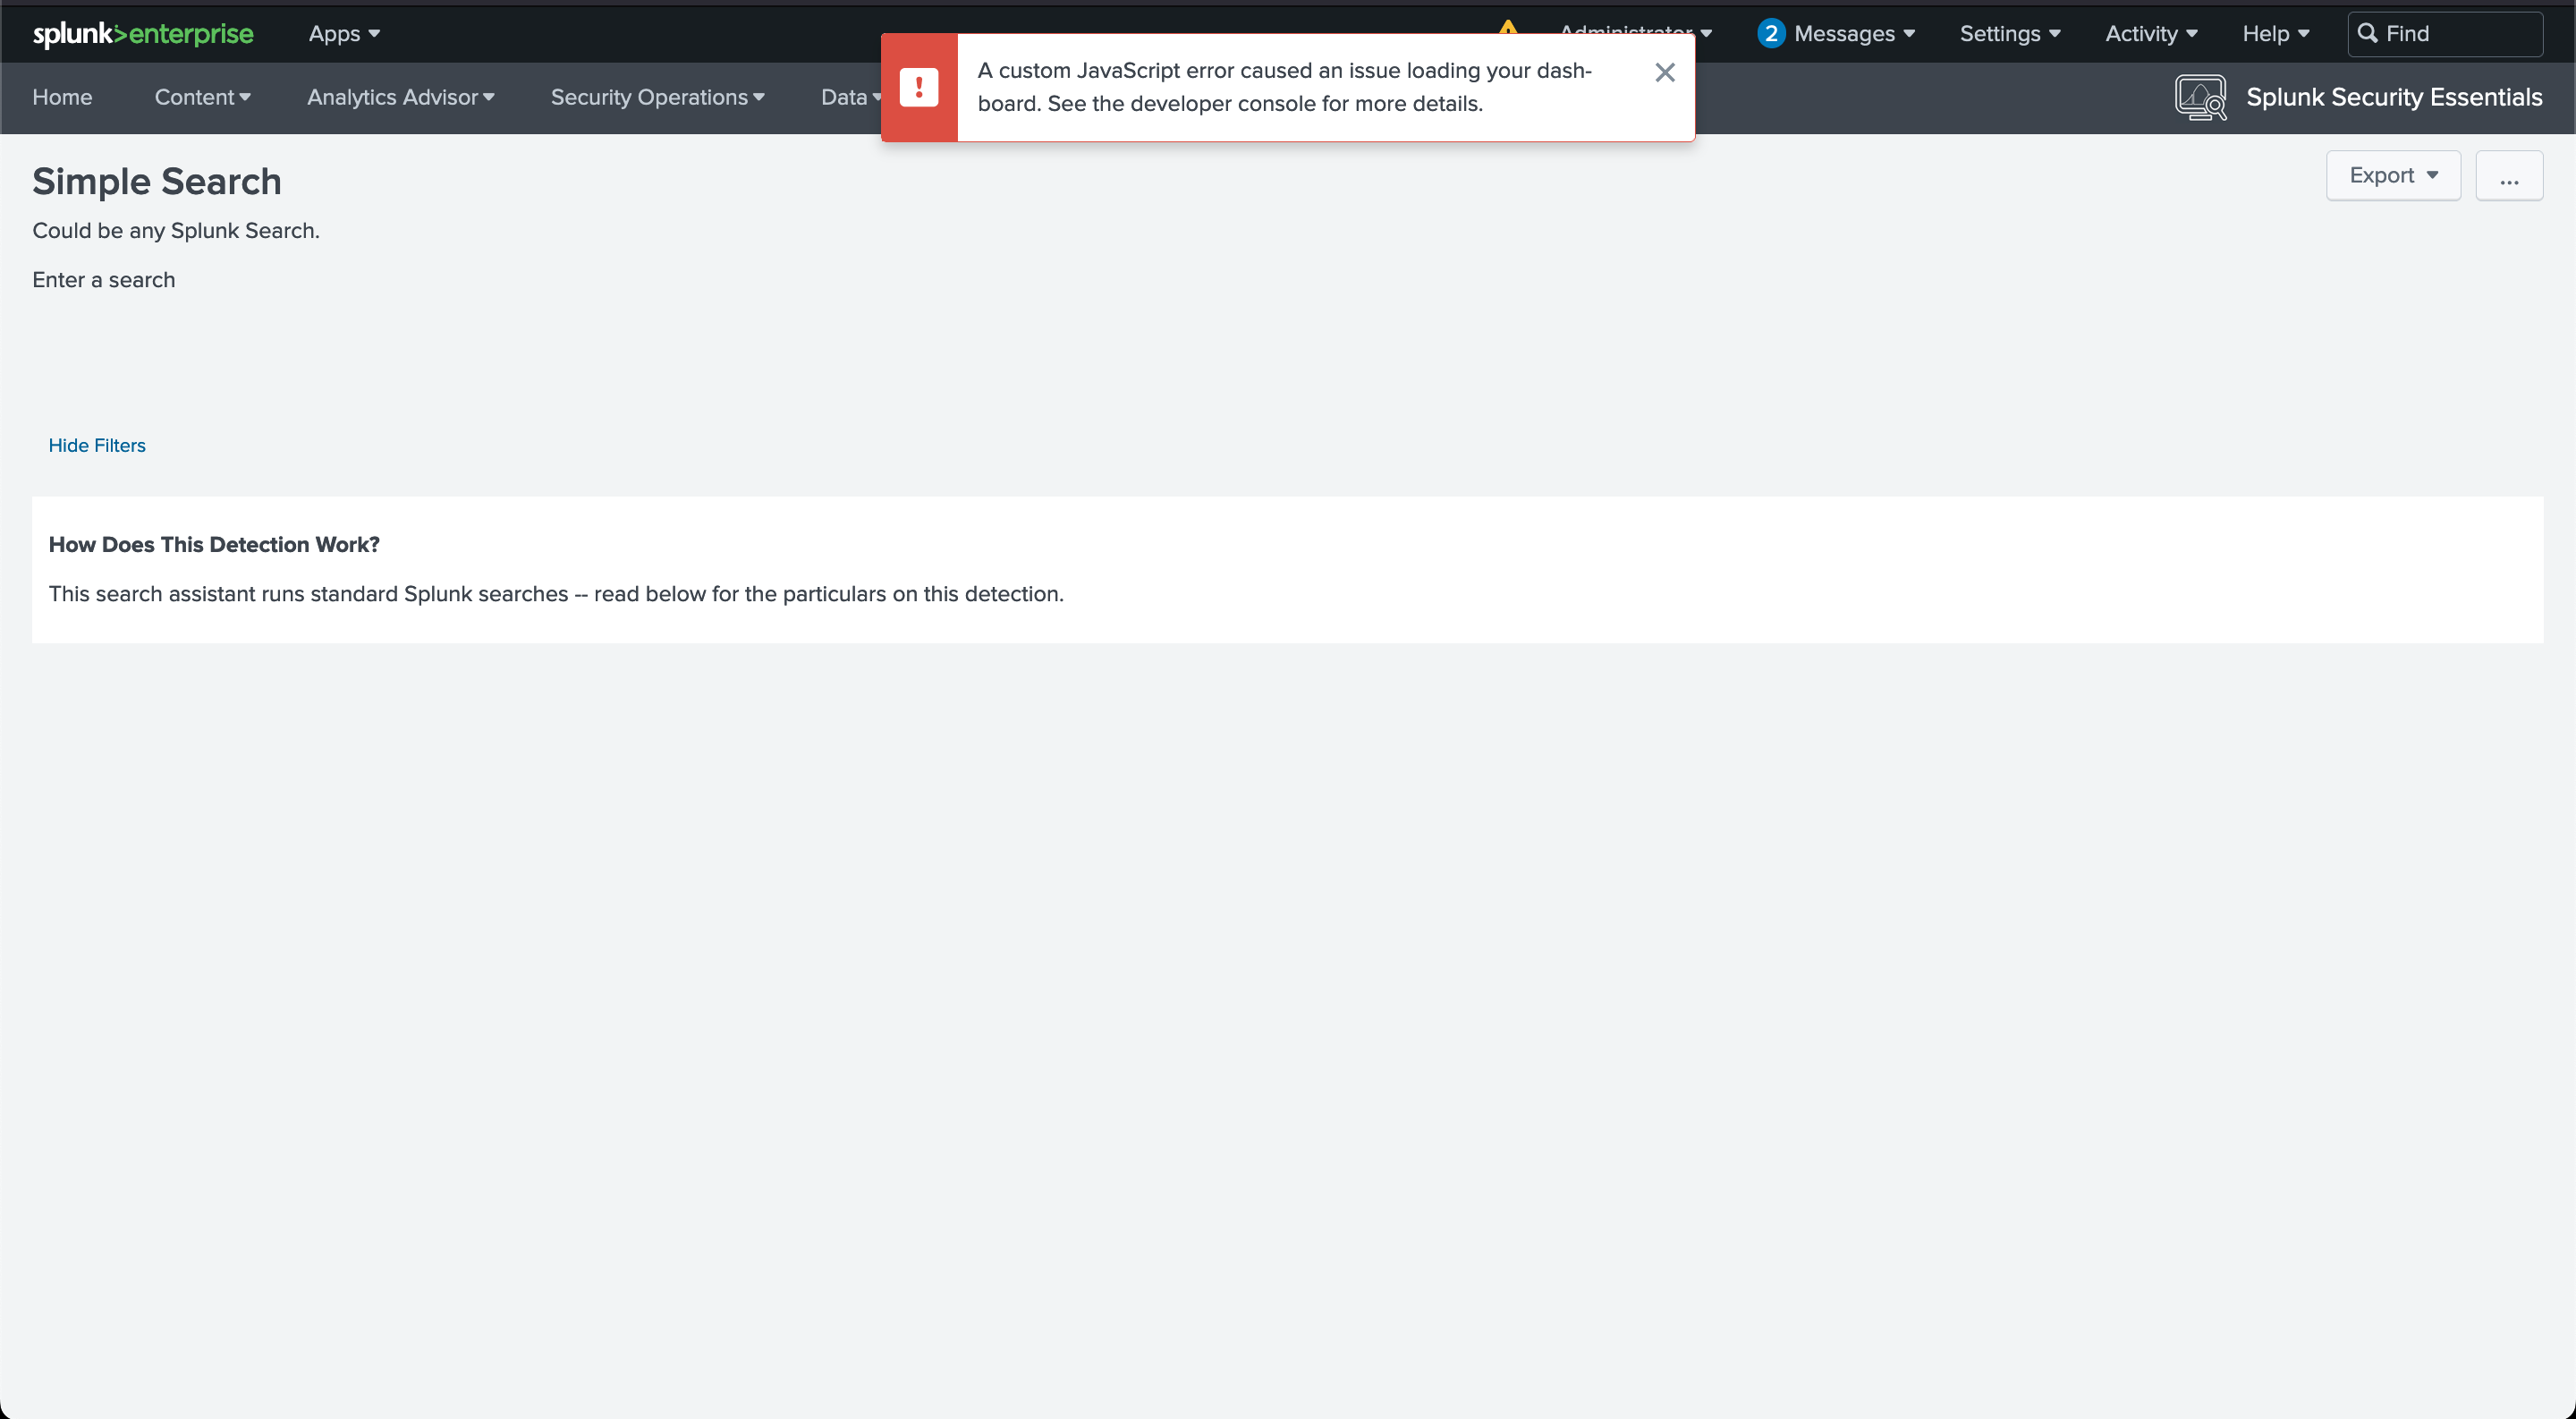 splunk>enterprise Apps Administrator 2 Messages Settings Activity Help Find
Home Content Analytics Advisor Security Operations Data Splunk Security Essentials
A custom JavaScript error caused an issue loading your dash-
board. See the developer console for more details.
Simple Search
Export ...
Could be any Splunk Search.
Enter a search
Hide Filters
How Does This Detection Work?
This search assistant runs standard Splunk searches -- read below for the particulars on this detection.